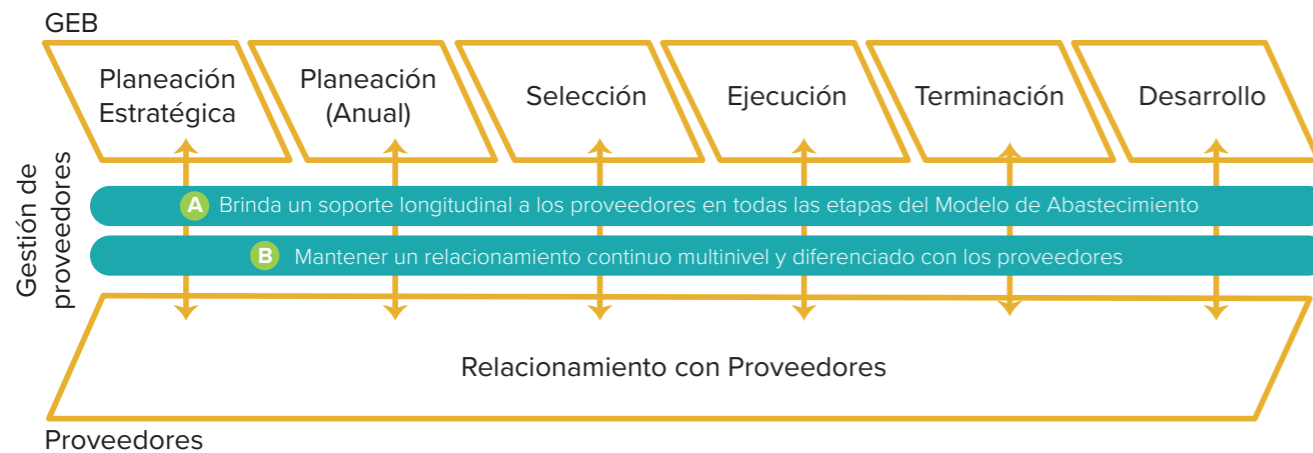 GEB
Planeación
Estratégica
Planeación
(Anual)
Selección
Ejecución
Terminación
Desarrollo
Gestión de
proveedores
A Brinda un soporte longitudinal a los proveedores en todas las etapas del Modelo de Abastecimiento
B Mantener un relacionamiento continuo multinivel y diferenciado con los proveedores
Relacionamiento con Proveedores
Proveedores